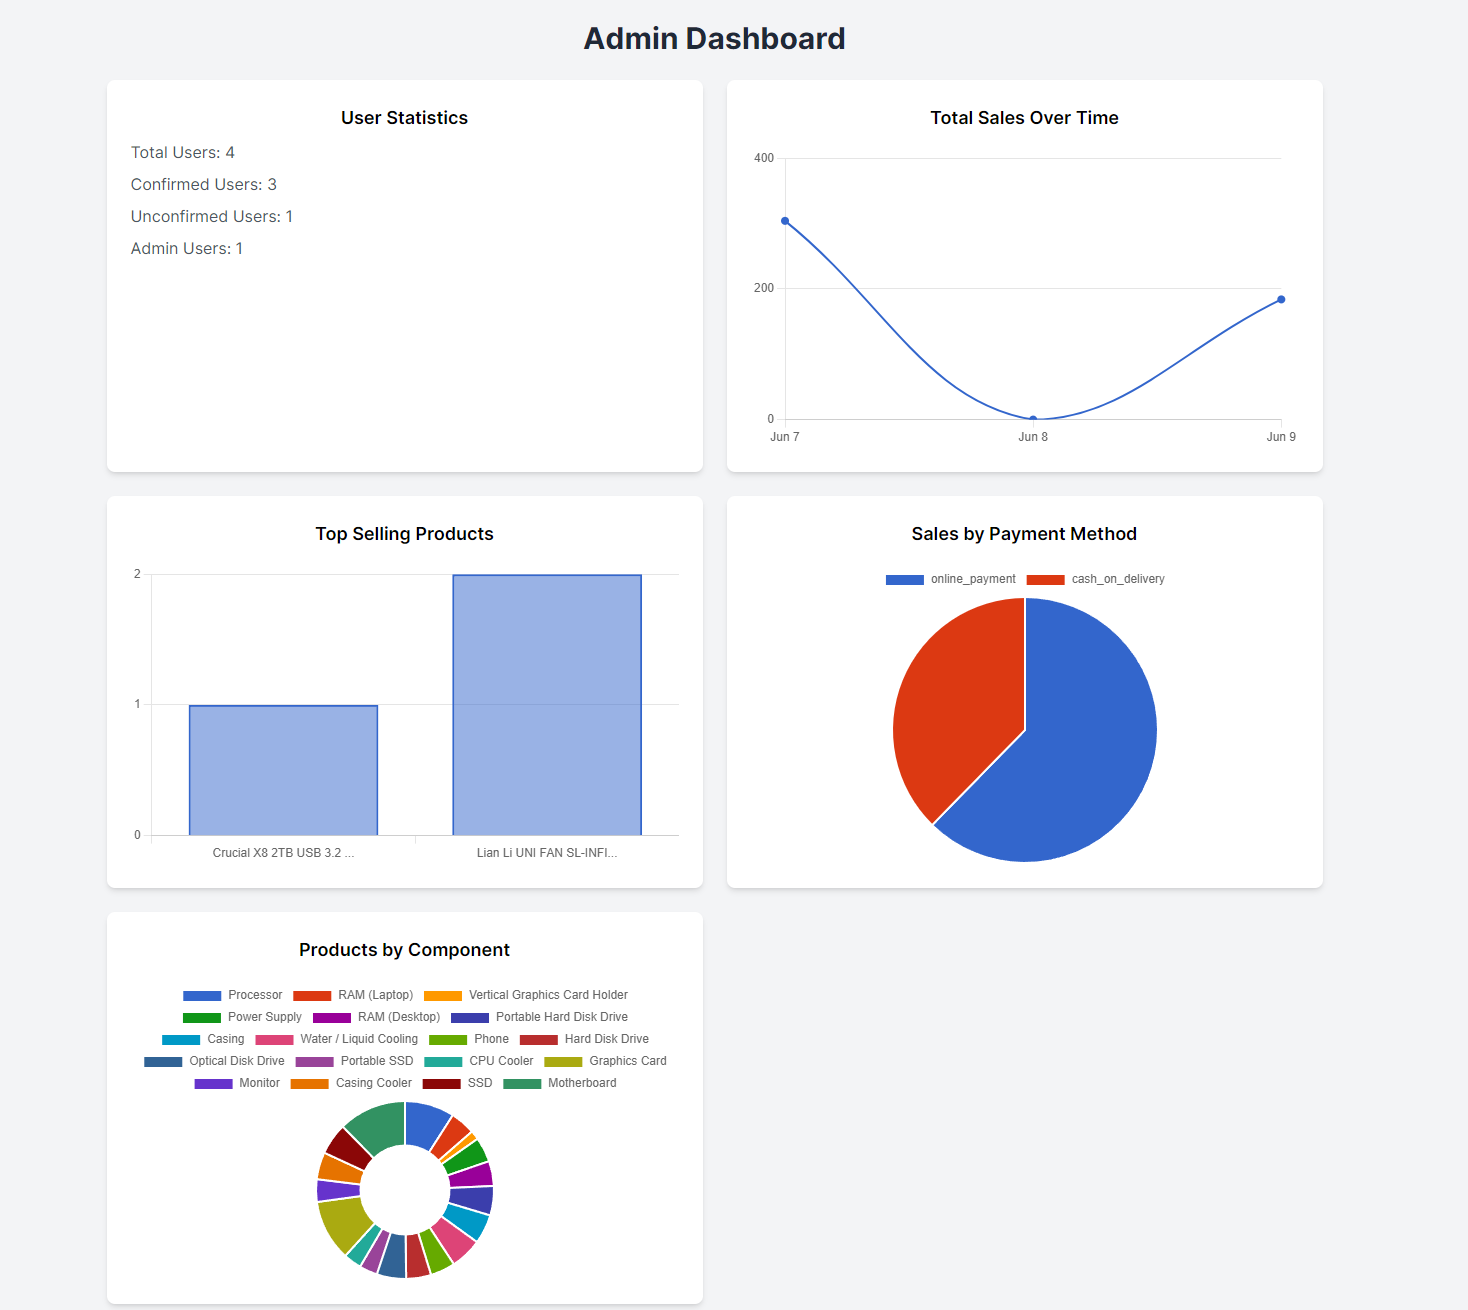 Admin Dashboard
User Statistics
Total Users: 4
Confirmed Users: 3
Unconfirmed Users: 1
Admin Users: 1
Total Sales Over Time
400
200
0
Jun 7 Jun 8 Jun 9
Top Selling Products
2
1
0
Crucial X8 2TB USB 3.2 ... Lian Li UNI FAN SL-INFI...
Sales by Payment Method
online_payment cash_on_delivery
Products by Component
Processor RAM (Laptop) Vertical Graphics Card Holder
Power Supply RAM (Desktop) Portable Hard Disk Drive
Casing Water / Liquid Cooling Phone Hard Disk Drive
Optical Disk Drive Portable SSD CPU Cooler Graphics Card
Monitor Casing Cooler SSD Motherboard